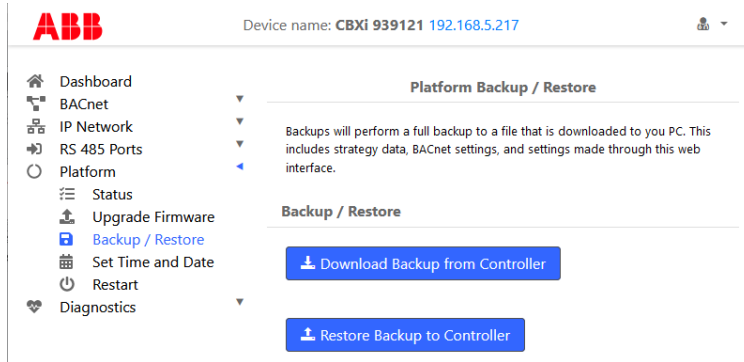 ABB
Device name: CBXi 939121 192.168.5.217
Dashboard
BACnet
IP Network
RS 485 Ports
Platform
Status
Upgrade Firmware
Backup / Restore
Set Time and Date
Restart
Diagnostics
Platform Backup / Restore
Backups will perform a full backup to a file that is downloaded to you PC. This
includes strategy data, BACnet settings, and settings made through this web
interface.
Backup / Restore
Download Backup from Controller
Restore Backup to Controller